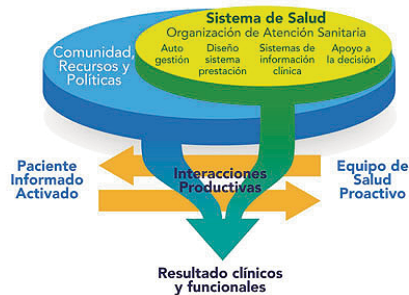 Sistema de Salud
Organización de Atención Sanitaria
Auto
gestión
Diseño
sistema
prestación
Sistemas de
información
clínica
Apoyo a
la decisión
Comunidad,
Recursos y
Políticas
Paciente
Informado
Activado
Interacciones
Productivas
Equipo de
Salud
Proactivo
Resultado clínicos
y funcionales